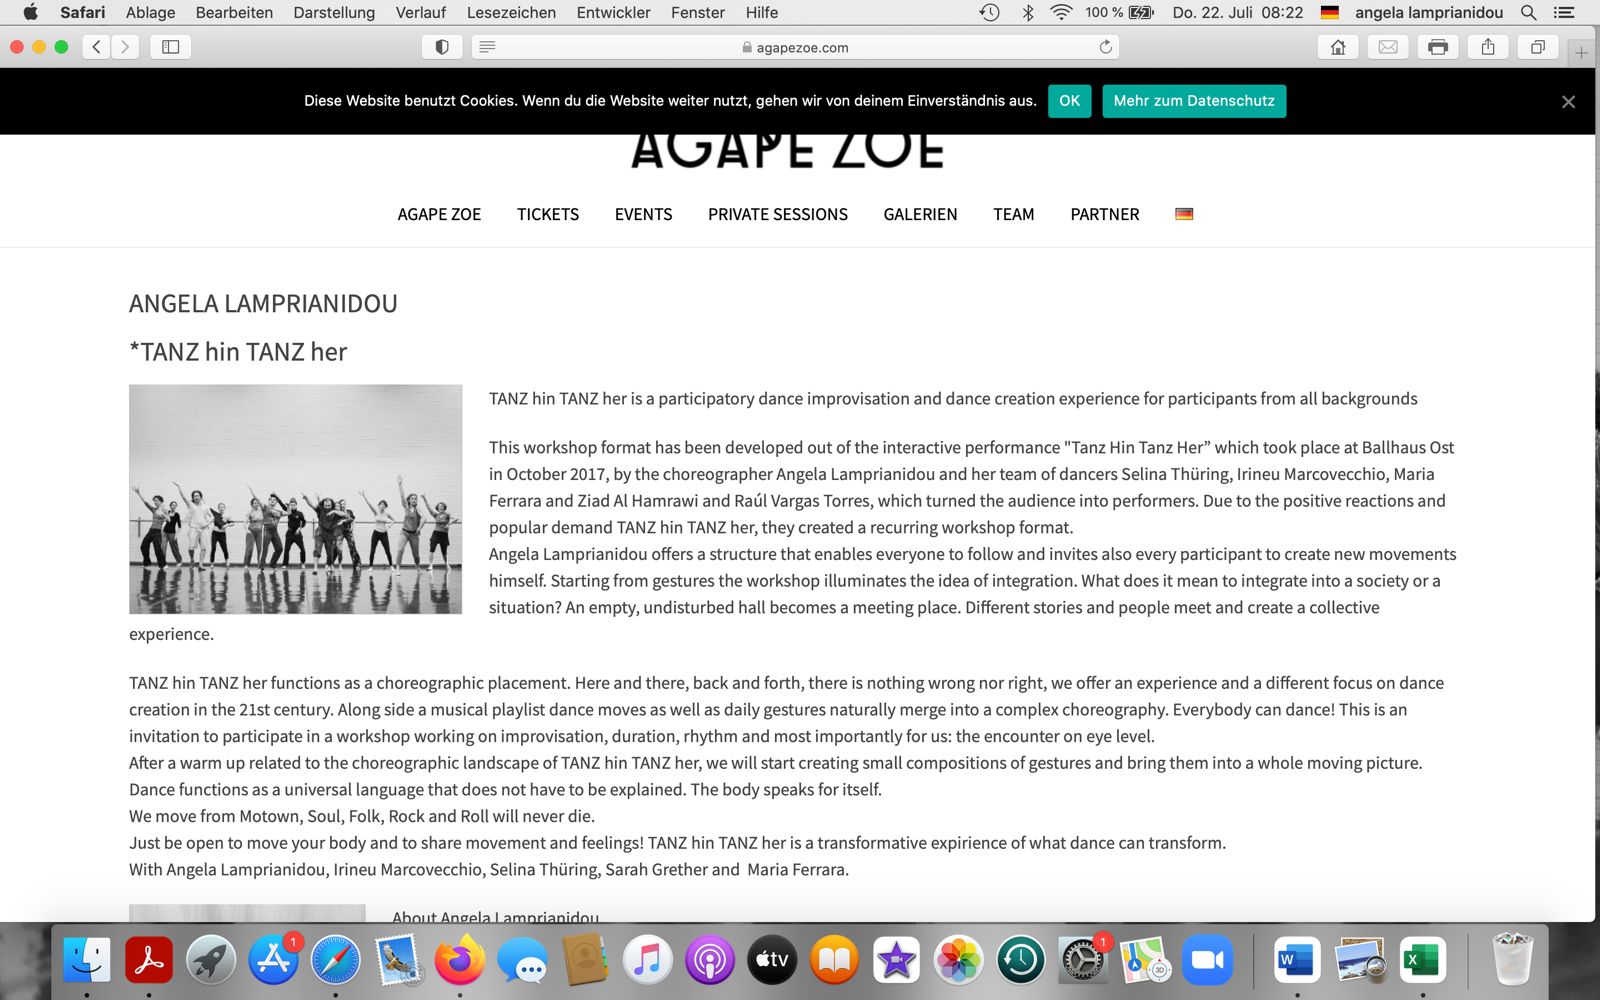 Safari Ablage Bearbeiten Darstellung Verlauf Lesezeichen Entwickler Fenster Hilfe 100 % Do. 22. Juli 08:22 angela lamprianidou
agapezoe.com
Diese Website benutzt Cookies. Wenn du die Website weiter nutzt, gehen wir von deinem Einverständnis aus. OK Mehr zum Datenschutz
AGAPE ZOE
AGAPE ZOE TICKETS EVENTS PRIVATE SESSIONS GALERIEN TEAM PARTNER
ANGELA LAMPRIANIDOU
*TANZ hin TANZ her
TANZ hin TANZ her is a participatory dance improvisation and dance creation experience for participants from all backgrounds
This workshop format has been developed out of the interactive performance "Tanz Hin Tanz Her” which took place at Ballhaus Ost
in October 2017, by the choreographer Angela Lamprianidou and her team of dancers Selina Thüring, Irineu Marcovecchio, Maria
Ferrara and Ziad Al Hamrawi and Raúl Vargas Torres, which turned the audience into performers. Due to the positive reactions and
popular demand TANZ hin TANZ her, they created a recurring workshop format.
Angela Lamprianidou offers a structure that enables everyone to follow and invites also every participant to create new movements
himself. Starting from gestures the workshop illuminates the idea of integration. What does it mean to integrate into a society or a
situation? An empty, undisturbed hall becomes a meeting place. Different stories and people meet and create a collective
experience.
TANZ hin TANZ her functions as a choreographic placement. Here and there, back and forth, there is nothing wrong nor right, we offer an experience and a different focus on dance
creation in the 21st century. Along side a musical playlist dance moves as well as daily gestures naturally merge into a complex choreography. Everybody can dance! This is an
invitation to participate in a workshop working on improvisation, duration, rhythm and most importantly for us: the encounter on eye level.
After a warm up related to the choreographic landscape of TANZ hin TANZ her, we will start creating small compositions of gestures and bring them into a whole moving picture.
Dance functions as a universal language that does not have to be explained. The body speaks for itself.
We move from Motown, Soul, Folk, Rock and Roll will never die.
Just be open to move your body and to share movement and feelings! TANZ hin TANZ her is a transformative expirience of what dance can transform.
With Angela Lamprianidou, Irineu Marcovecchio, Selina Thüring, Sarah Grether and Maria Ferrara.
About Angela Lamprianidou
1 tv 1 3D W X